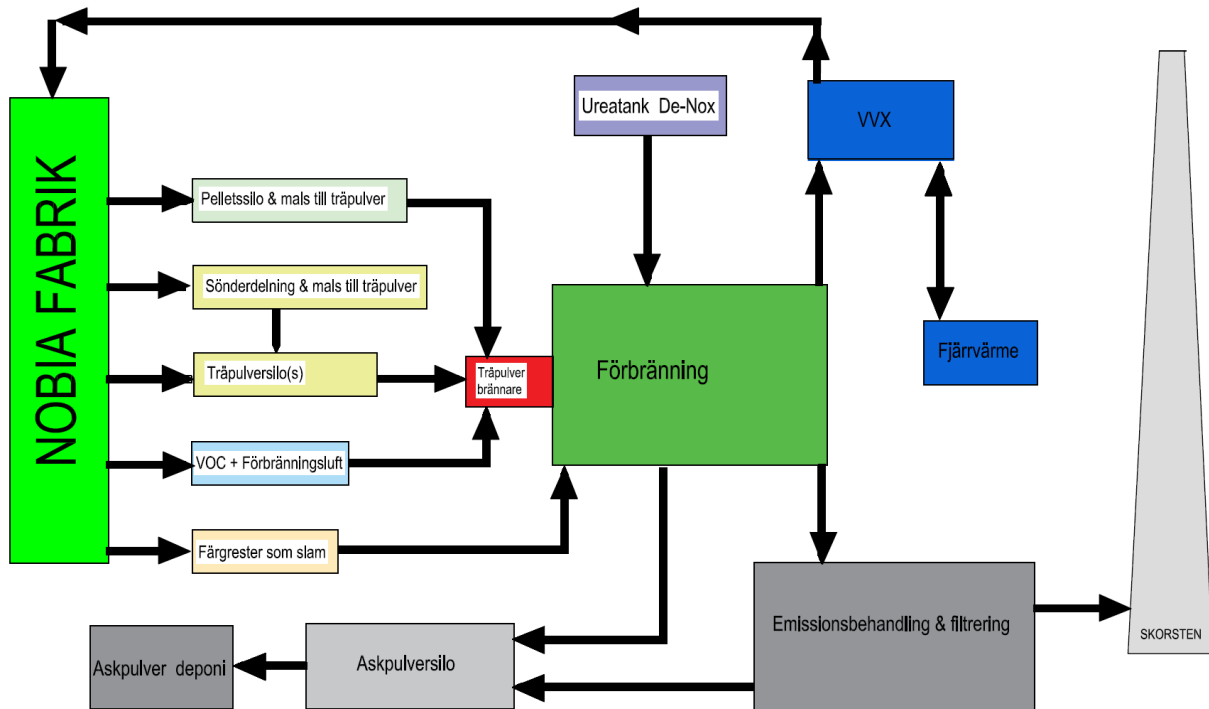 Ureatank De-Nox
VVX
NOBIA FABRIK
Pelletssilo & mals till träpulver
Sönderdelning & mals till träpulver
Fjärrvärme
Träpulversilo(s)
Träpulver
brännare
Förbränning
VOC + Förbränningsluft
Färgrester som slam
Emissionsbehandling & filtrering
SKORSTEN
Askpulver deponi
Askpulversilo